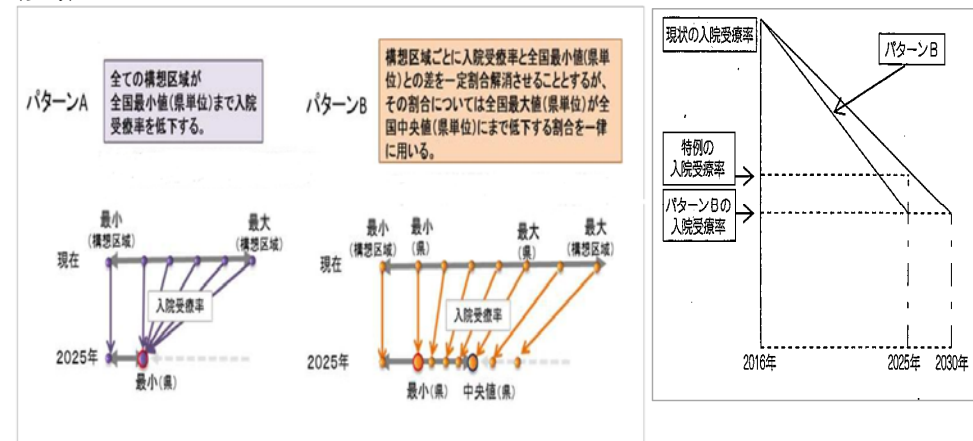 パターンA
全ての構想区域が
全国最小値(県単位)まで入院
受療率を低下する。
最小
(構想区域)
最大
(構想区域)
現在
入院受療率
2025年
最小(県)
パターンB
構想区域ごとに入院受療率と全国最小値(県単
位)との差を一定割合解消させることとするが、
その割合については全国最大値(県単位)が全
国中央値(県単位)にまで低下する割合を一律
に用いる。
最小
(構想区域)
最小
(県)
最大
(県)
最大
(構想区域)
現在
入院受療率
2025年
最小(県)
中央値(県)
現状の入院受療率
パターンB
特例の
入院受療率
パターンBの
入院受療率
2016年
2025年
2030年